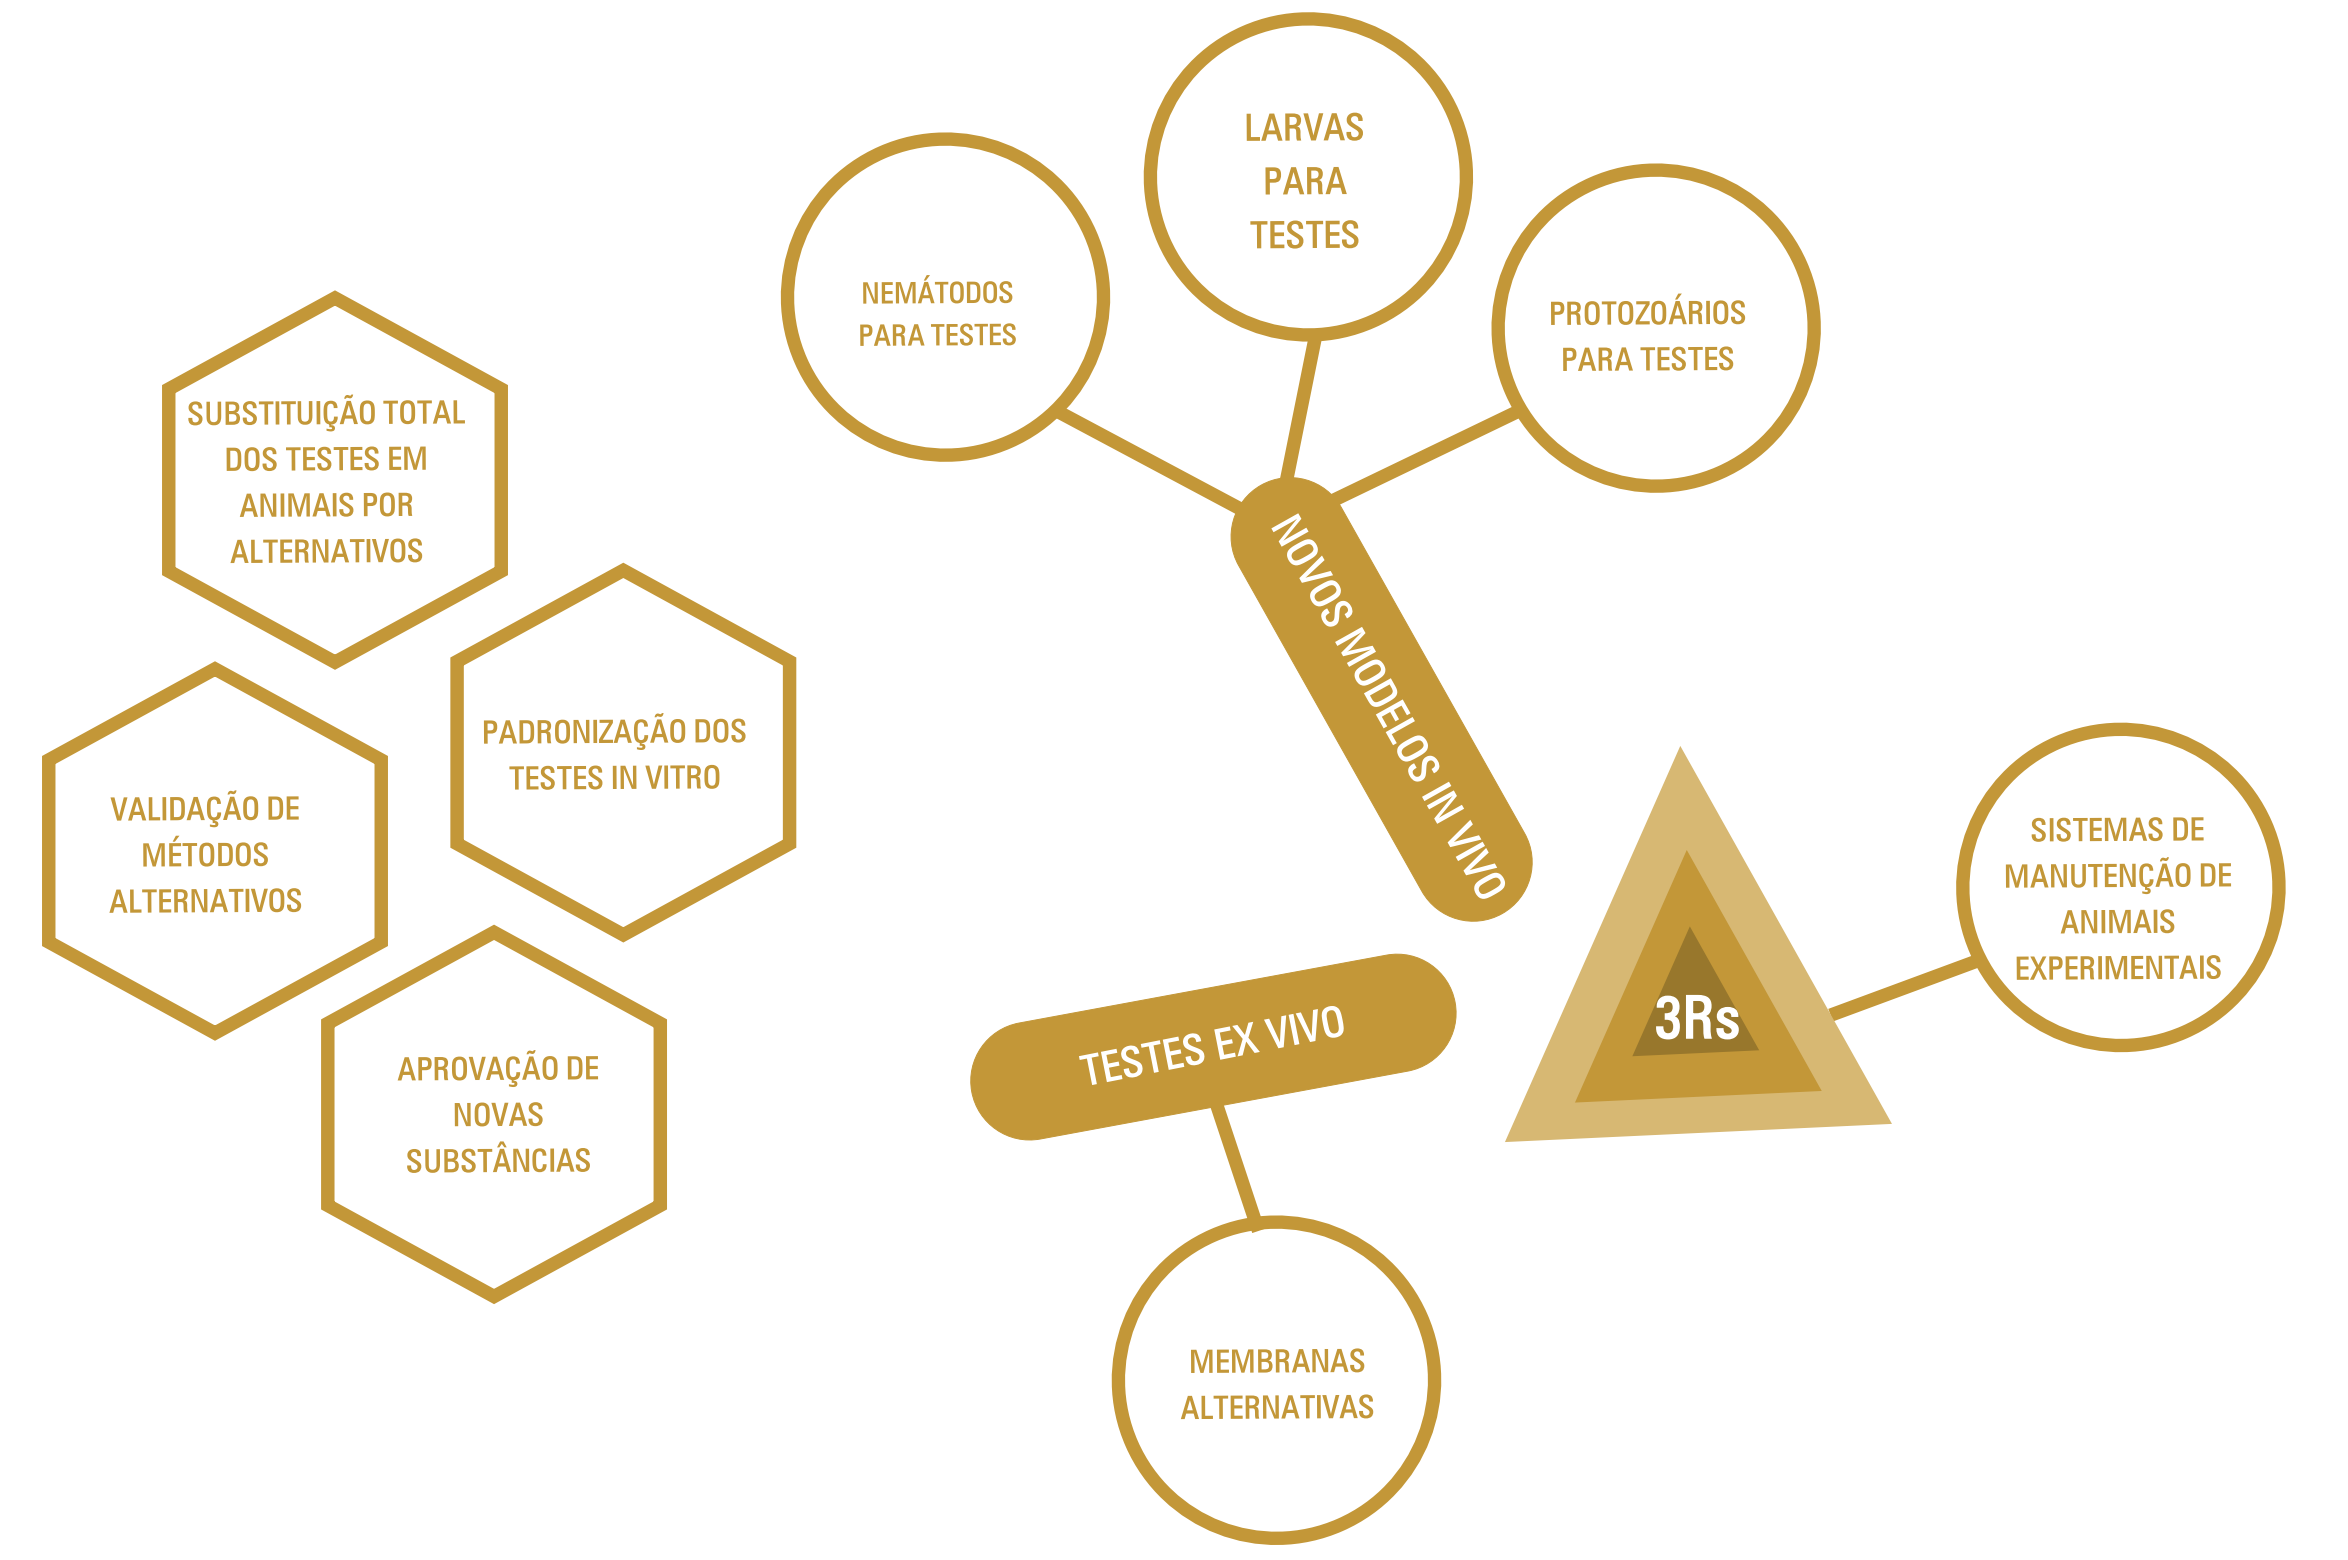 LARVAS
PARA
TESTES
NEMÁTODOS
PARA TESTES
PROTOZOÁRIOS
PARA TESTES
SUBSTITUIÇÃO TOTAL
DOS TESTES EM
ANIMAIS POR
ALTERNATIVOS
NOVOS MODELOS IN VIVO
PADRONIZAÇÃO DOS
TESTES IN VITRO
VALIDAÇÃO DE
MÉTODOS
ALTERNATIVOS
SISTEMAS DE
MANUTENÇÃO DE
ANIMAIS
EXPERIMENTAIS
3Rs
TESTES EX VIVO
APROVAÇÃO DE
NOVAS
SUBSTÂNCIAS
MEMBRANAS
ALTERNATIVAS